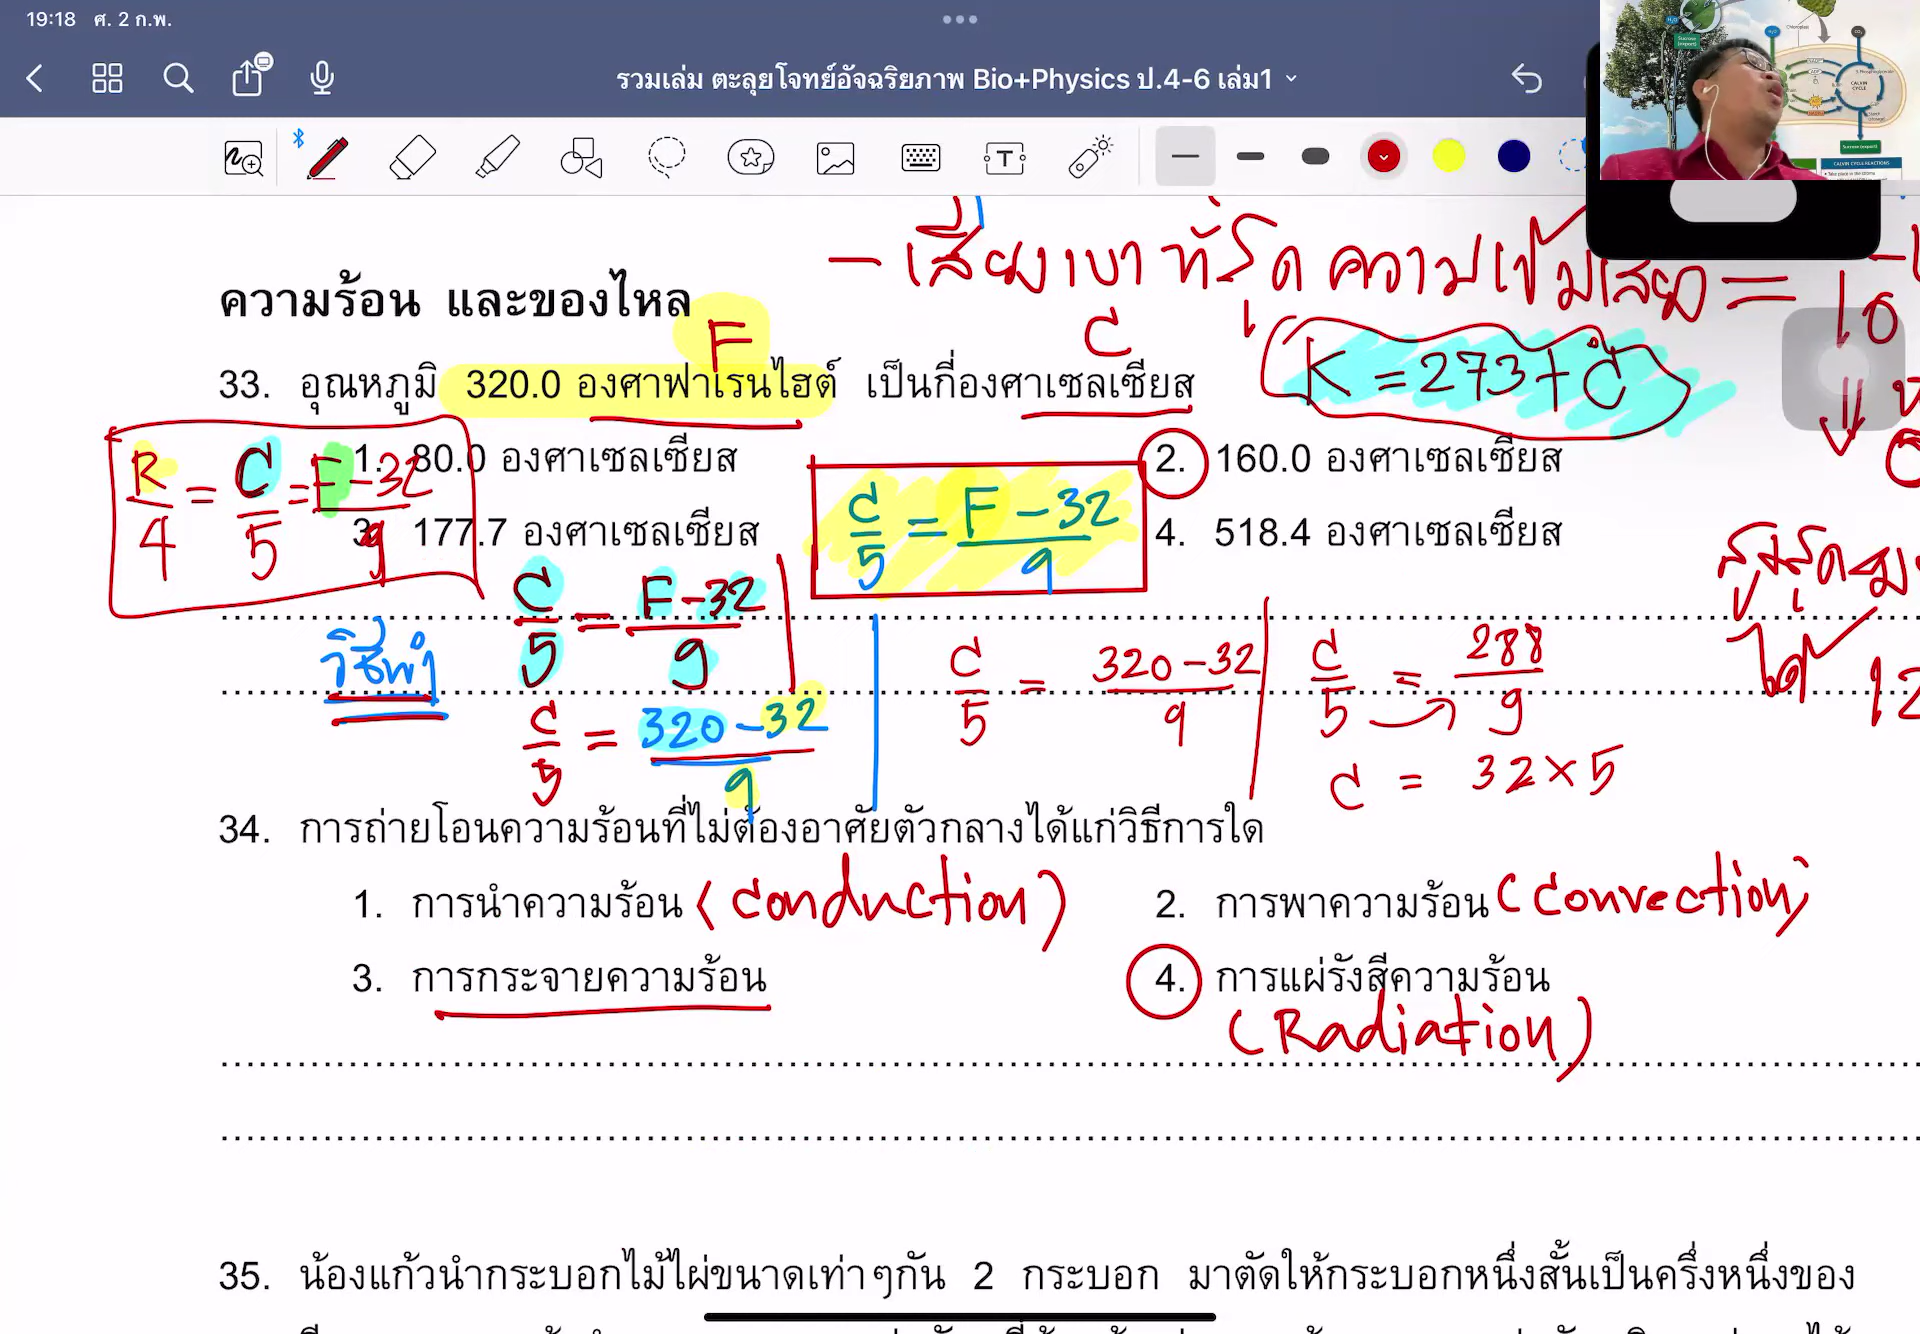 19:18 ศ. 2 ก.พ.
รวมเล่ม ตะลุยโจทย์อัจฉริยภาพ Bio+Physics ป.4-6 เล่ม1
CALVIN CYCLE
Sucrose (export)
CALVIN CYCLE REACTIONS
ความร้อน และของไหล
F
C
K = 273 + °C
33. อุณหภูมิ 320.0 องศาฟาเรนไฮต์ เป็นกี่องศาเซลเซียส
1. 80.0 องศาเซลเซียส
2. 160.0 องศาเซลเซียส
3. 177.7 องศาเซลเซียส
4. 518.4 องศาเซลเซียส
R/4 = C/5 = F-32/9
C/5 = F-32/9
วิธีทำ
C/5 = F-32/9
C/5 = 320-32/9
C/5 = 320-32/9
C/5 = 288/9
C = 32×5
34. การถ่ายโอนความร้อนที่ไม่ต้องอาศัยตัวกลางได้แก่วิธีการใด
1. การนำความร้อน (conduction)
2. การพาความร้อน (convection)
3. การกระจายความร้อน
4. การแผ่รังสีความร้อน
(Radiation)
35. น้องแก้วนำกระบอกไม้ไผ่ขนาดเท่าๆกัน 2 กระบอก มาตัดให้กระบอกหนึ่งสั้นเป็นครึ่งหนึ่งของ